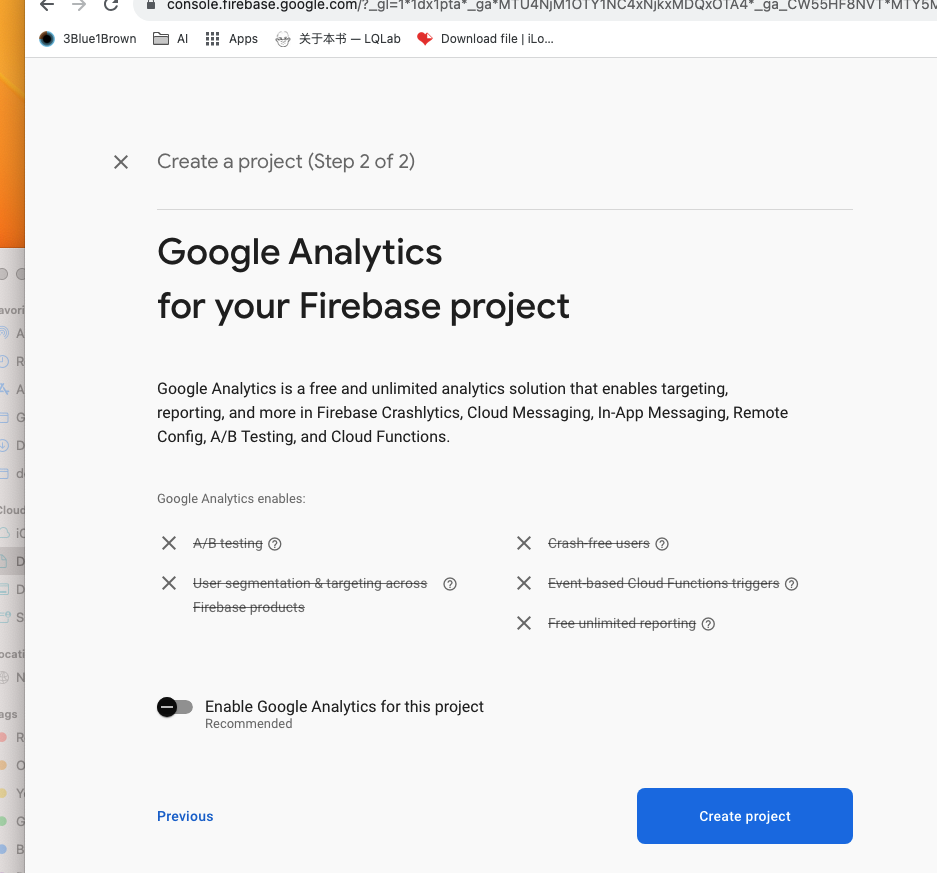 console.firebase.google.com/?_gl=1*1dx1pta*_ga*MTU4NjM1OTY1NC4xNjkxMDQxOTA4*_ga_CW55HF8NVT*MTY5M
3Blue1Brown AI Apps 关于本书 — LQLab Download file | iLo...
Create a project (Step 2 of 2)
Google Analytics
for your Firebase project
Google Analytics is a free and unlimited analytics solution that enables targeting,
reporting, and more in Firebase Crashlytics, Cloud Messaging, In-App Messaging, Remote
Config, A/B Testing, and Cloud Functions.
Google Analytics enables:
A/B testing
User segmentation & targeting across
Firebase products
Crash-free users
Event-based Cloud Functions triggers
Free unlimited reporting
Enable Google Analytics for this project
Recommended
Previous
Create project